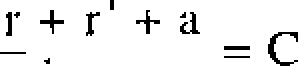 r + r' + a
= C